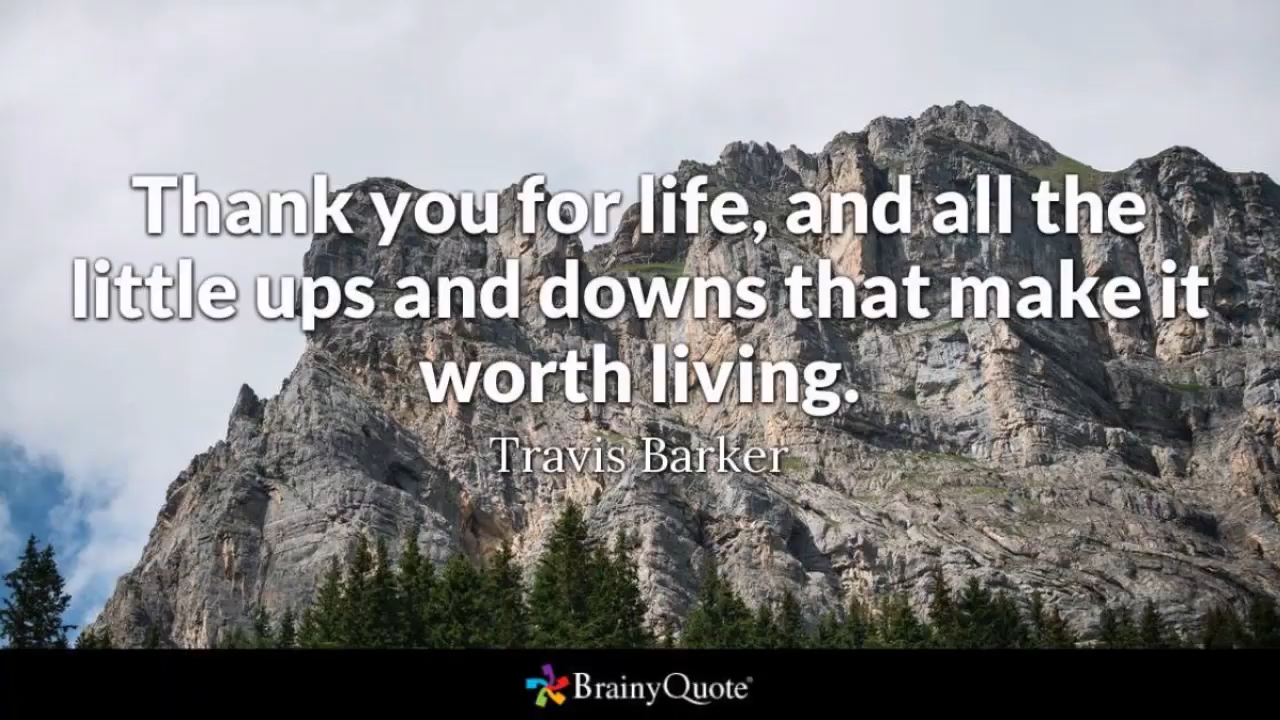 Thank you for life, and all the
little ups and downs that make it
worth living.
Travis Barker
BrainyQuote®